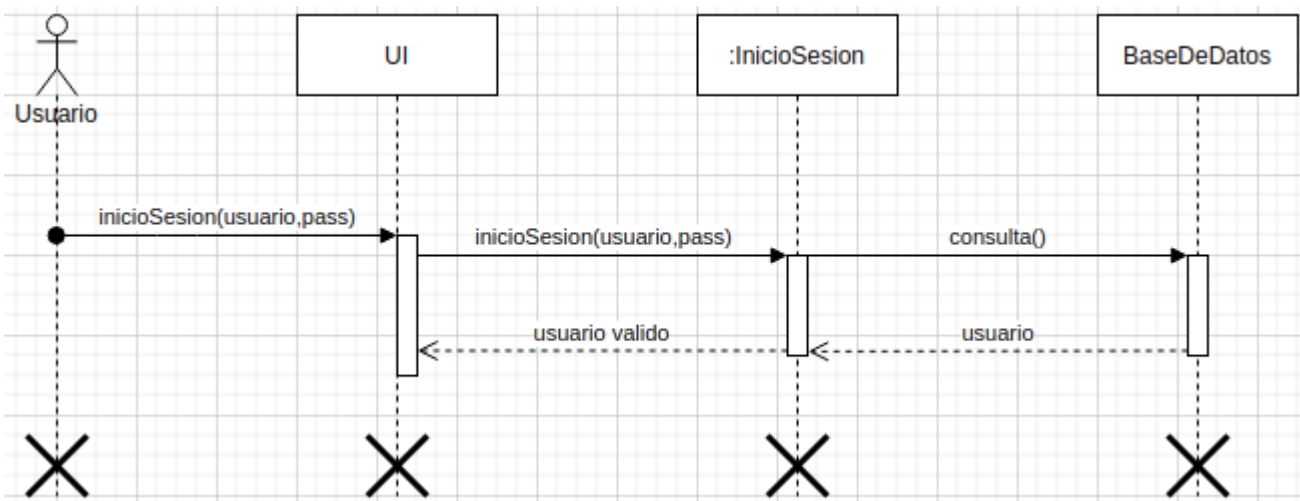 UI
:InicioSesion
BaseDeDatos
Usuario
inicioSesion(usuario,pass)
inicioSesion(usuario,pass)
consulta()
usuario valido
usuario